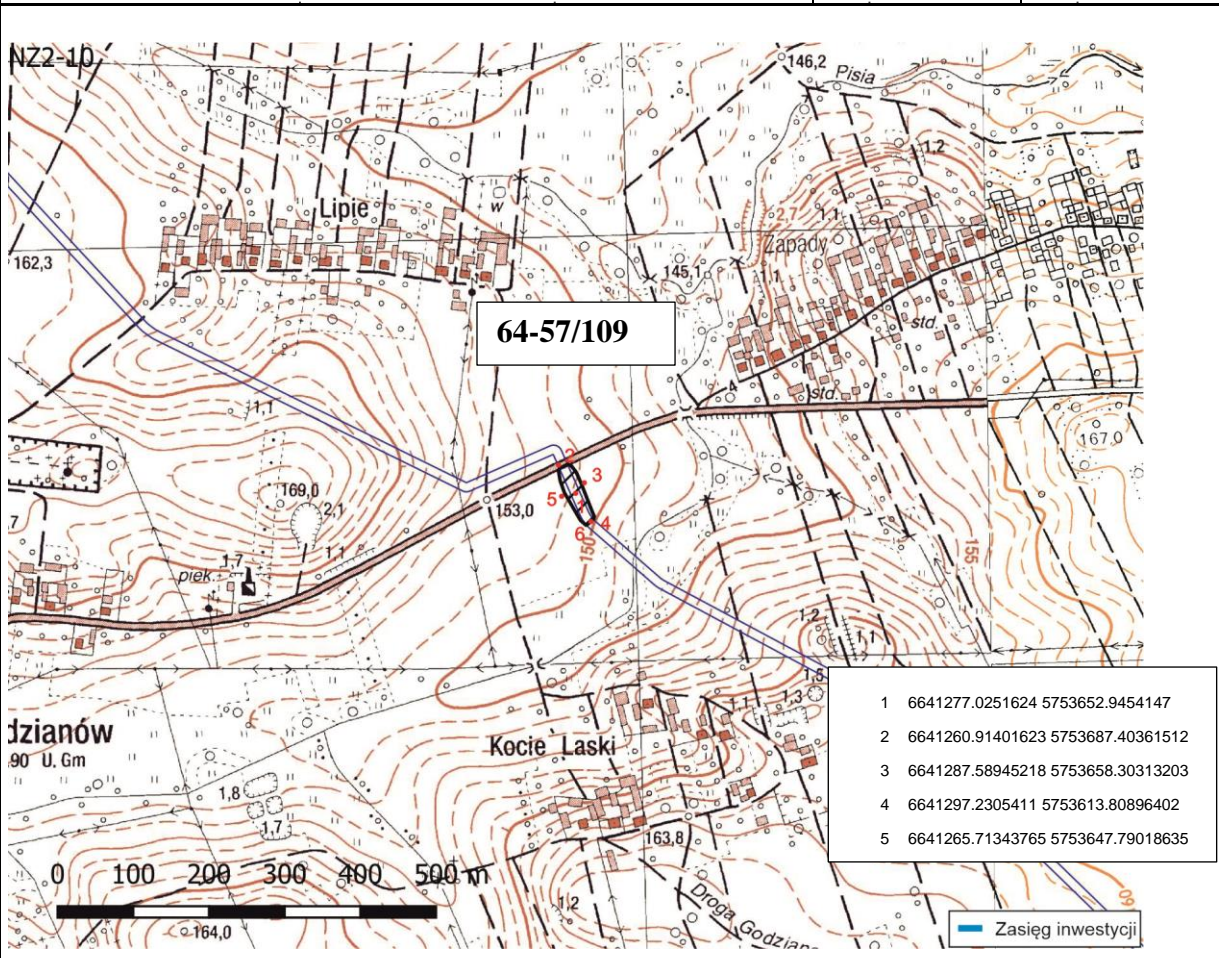 NZ2-10
146,2
Pisia
1,2
Lipie
w
2,7
1,1
Zapady
162,3
145,1
1,1
64-57/109
std.
4
std.
1,1
167,0
2
3
169,0
2,1
5
1
4
153,0
6
150
155
1,1
1,7
piek.
1,2
1,1
1,5
1,3
1,1
dzianów
90 U. Gm
Kocie Laski
1,8
1,7
163,8
1 6641277.0251624 5753652.9454147
2 6641260.91401623 5753687.40361512
3 6641287.58945218 5753658.30313203
4 6641297.2305411 5753613.80896402
5 6641265.71343765 5753647.79018635
0 100 200 300 400 500 m
1,2
Droga Godzian
164,0
Zasięg inwestycji